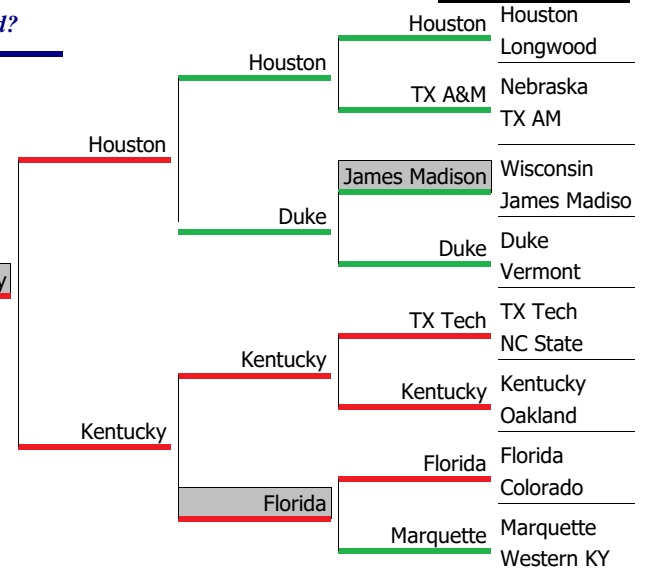 d?
Houston
Longwood
Nebraska
TX AM
Wisconsin
James Madiso
Duke
Vermont
TX Tech
NC State
Kentucky
Oakland
Florida
Colorado
Marquette
Western KY
Houston
TX A&M
James Madison
Duke
TX Tech
Kentucky
Florida
Marquette
Houston
Duke
Kentucky
Florida
Houston
Kentucky
y